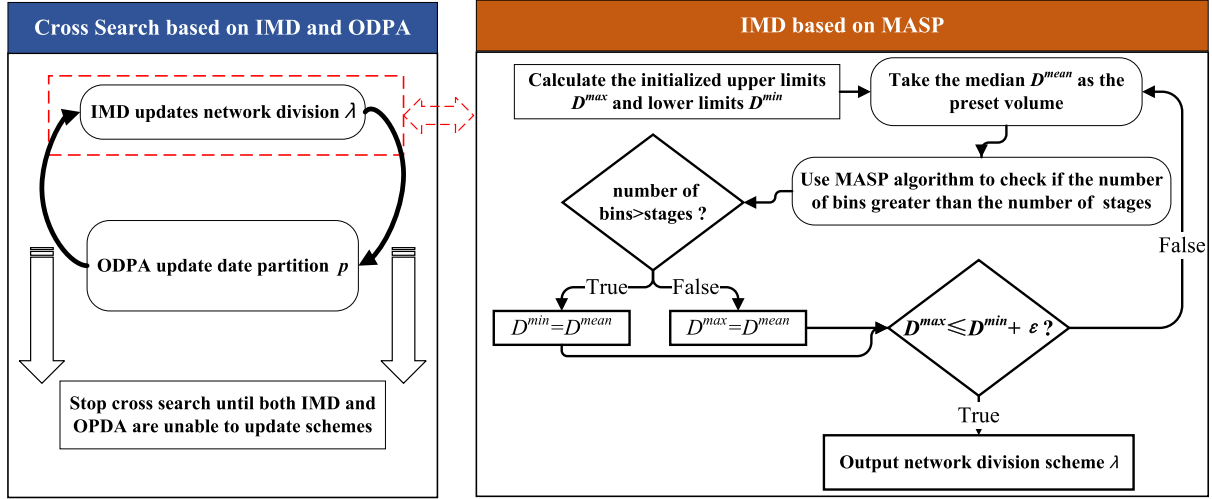 Cross Search based on IMD and ODPA
IMD updates network division λ
ODPA update date partition p
Stop cross search until both IMD and
OPDA are unable to update schemes
IMD based on MASP
Calculate the initialized upper limits
D^max and lower limits D^min
Take the median D^mean as the
preset volume
Use MASP algorithm to check if the number
of bins greater than the number of stages
number of
bins>stages ?
True
False
D^min=D^mean
D^max=D^mean
D^max≤D^min+ ε ?
False
True
Output network division scheme λ